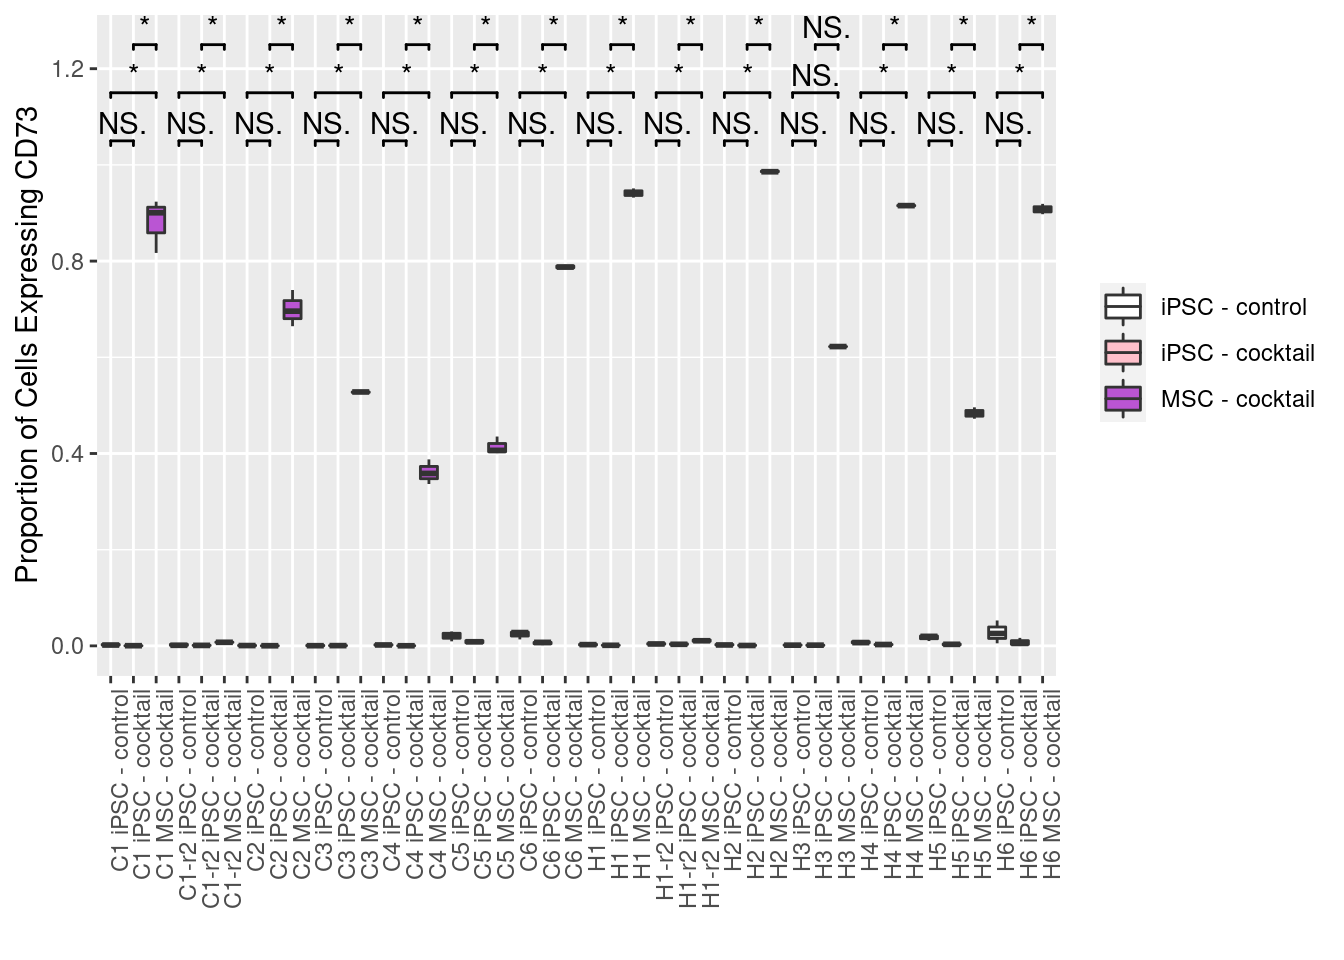 * * * * * * * * * * NS. * * *
* * * * * * * * * * NS. * * *
NS. NS. NS. NS. NS. NS. NS. NS. NS. NS. NS. NS. NS. NS.
Proportion of Cells Expressing CD73
1.2
0.8
0.4
0.0
C1 iPSC - control
C1 iPSC - cocktail
C1 MSC - cocktail
C1-r2 iPSC - control
C1-r2 iPSC - cocktail
C1-r2 MSC - cocktail
C2 iPSC - control
C2 iPSC - cocktail
C2 MSC - cocktail
C3 iPSC - control
C3 iPSC - cocktail
C3 MSC - cocktail
C4 iPSC - control
C4 iPSC - cocktail
C4 MSC - cocktail
C5 iPSC - control
C5 iPSC - cocktail
C5 MSC - cocktail
C6 iPSC - control
C6 iPSC - cocktail
C6 MSC - cocktail
H1 iPSC - control
H1 iPSC - cocktail
H1 MSC - cocktail
H1-r2 iPSC - control
H1-r2 iPSC - cocktail
H1-r2 MSC - cocktail
H2 iPSC - control
H2 iPSC - cocktail
H2 MSC - cocktail
H3 iPSC - control
H3 iPSC - cocktail
H3 MSC - cocktail
H4 iPSC - control
H4 iPSC - cocktail
H4 MSC - cocktail
H5 iPSC - control
H5 iPSC - cocktail
H5 MSC - cocktail
H6 iPSC - control
H6 iPSC - cocktail
H6 MSC - cocktail
iPSC - control
iPSC - cocktail
MSC - cocktail